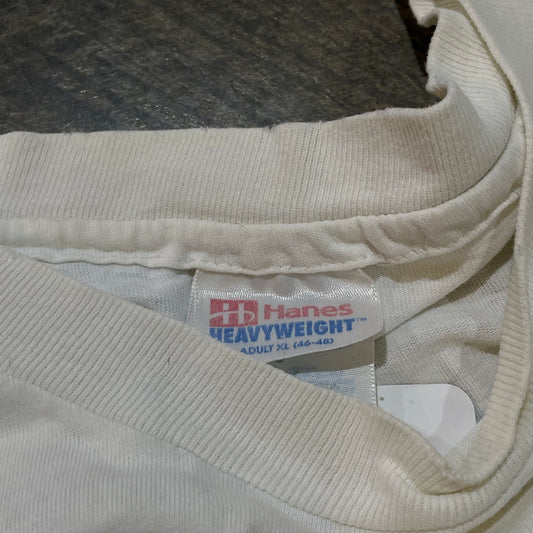 Hanes
HEAVYWEIGHT™
ADULT XL (46-48)